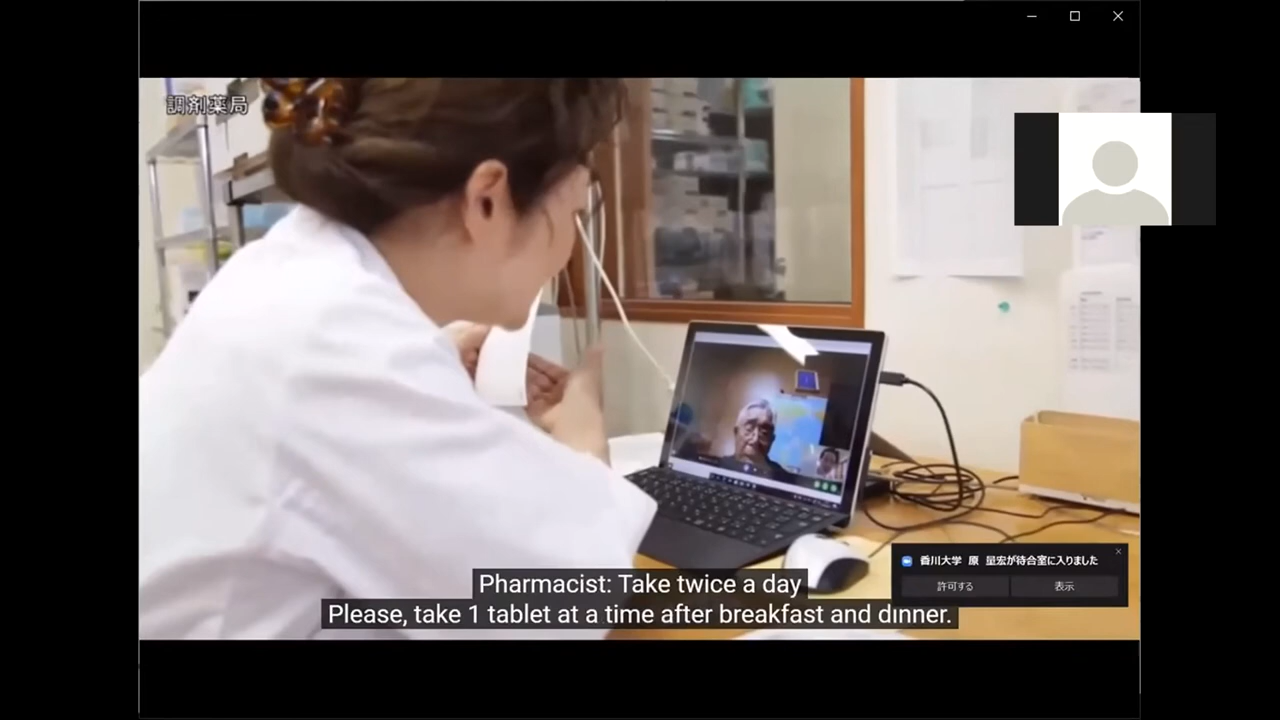 調剤薬局
香川大学 原 量宏が待合室に入りました
許可する
表示
Pharmacist: Take twice a day
Please, take 1 tablet at a time after breakfast and dinner.